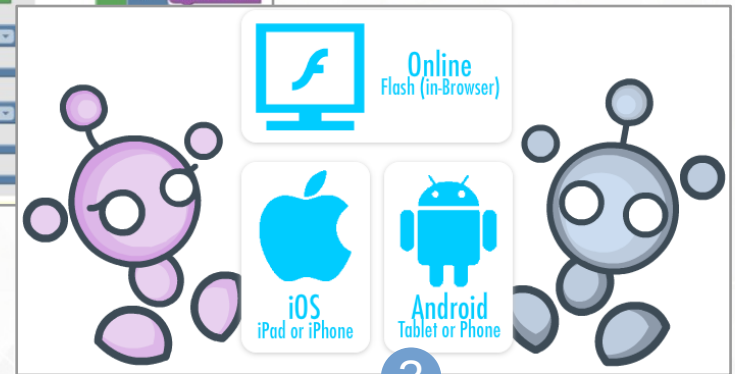 Online
Flash (in-Browser)
iOS
iPad or iPhone
Android
Tablet or Phone